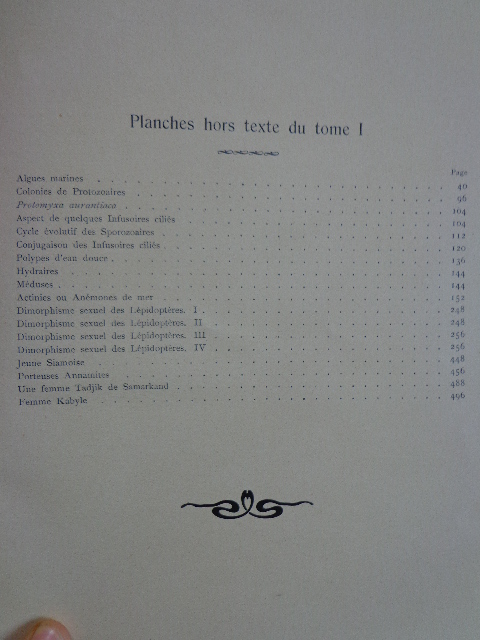 Planches hors texte du tome I
Page
Algues marines . . . . . . . . . . . . . . . . . . . . 40
Colonies de Protozoaires . . . . . . . . . . . . . . . . . . . . 96
Protomyxa aurantiaca . . . . . . . . . . . . . . . . . . . . 104
Aspect de quelques Infusoires ciliés . . . . . . . . . . . . . . . . . . . . 104
Cycle évolutif des Sporozoaires . . . . . . . . . . . . . . . . . . . . 112
Conjugaison des Infusoires ciliés . . . . . . . . . . . . . . . . . . . . 120
Polypes d'eau douce . . . . . . . . . . . . . . . . . . . . 136
Hydraires . . . . . . . . . . . . . . . . . . . . 144
Méduses . . . . . . . . . . . . . . . . . . . . 144
Actinies ou Anémones de mer . . . . . . . . . . . . . . . . . . . . 152
Dimorphisme sexuel des Lépidoptères. I . . . . . . . . . . . . . . . . . . . . 248
Dimorphisme sexuel des Lépidoptères. II . . . . . . . . . . . . . . . . . . . . 248
Dimorphisme sexuel des Lépidoptères. III . . . . . . . . . . . . . . . . . . . . 256
Dimorphisme sexuel des Lépidoptères. IV . . . . . . . . . . . . . . . . . . . . 256
Jeune Siamoise . . . . . . . . . . . . . . . . . . . . 448
Porteuses Annamites . . . . . . . . . . . . . . . . . . . . 456
Une femme Tadjik de Samarkand . . . . . . . . . . . . . . . . . . . . 488
Femme Kabyle . . . . . . . . . . . . . . . . . . . . 496